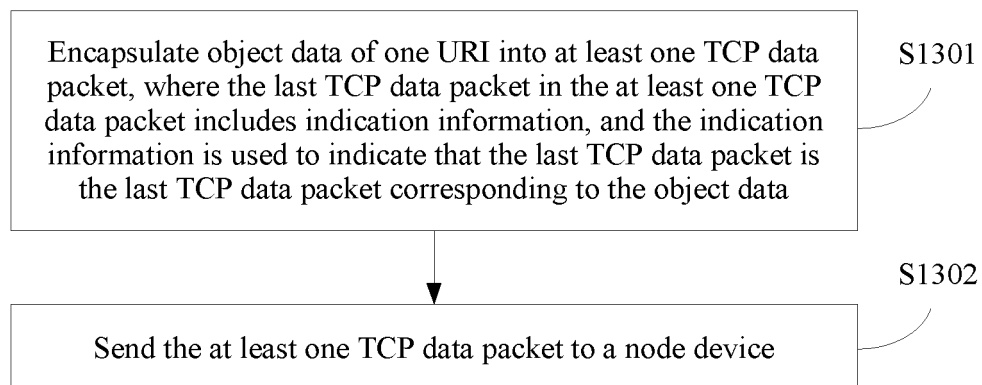 Encapsulate object data of one URI into at least one TCP data
packet, where the last TCP data packet in the at least one TCP
data packet includes indication information, and the indication
information is used to indicate that the last TCP data packet is
the last TCP data packet corresponding to the object data
S1301
Send the at least one TCP data packet to a node device
S1302